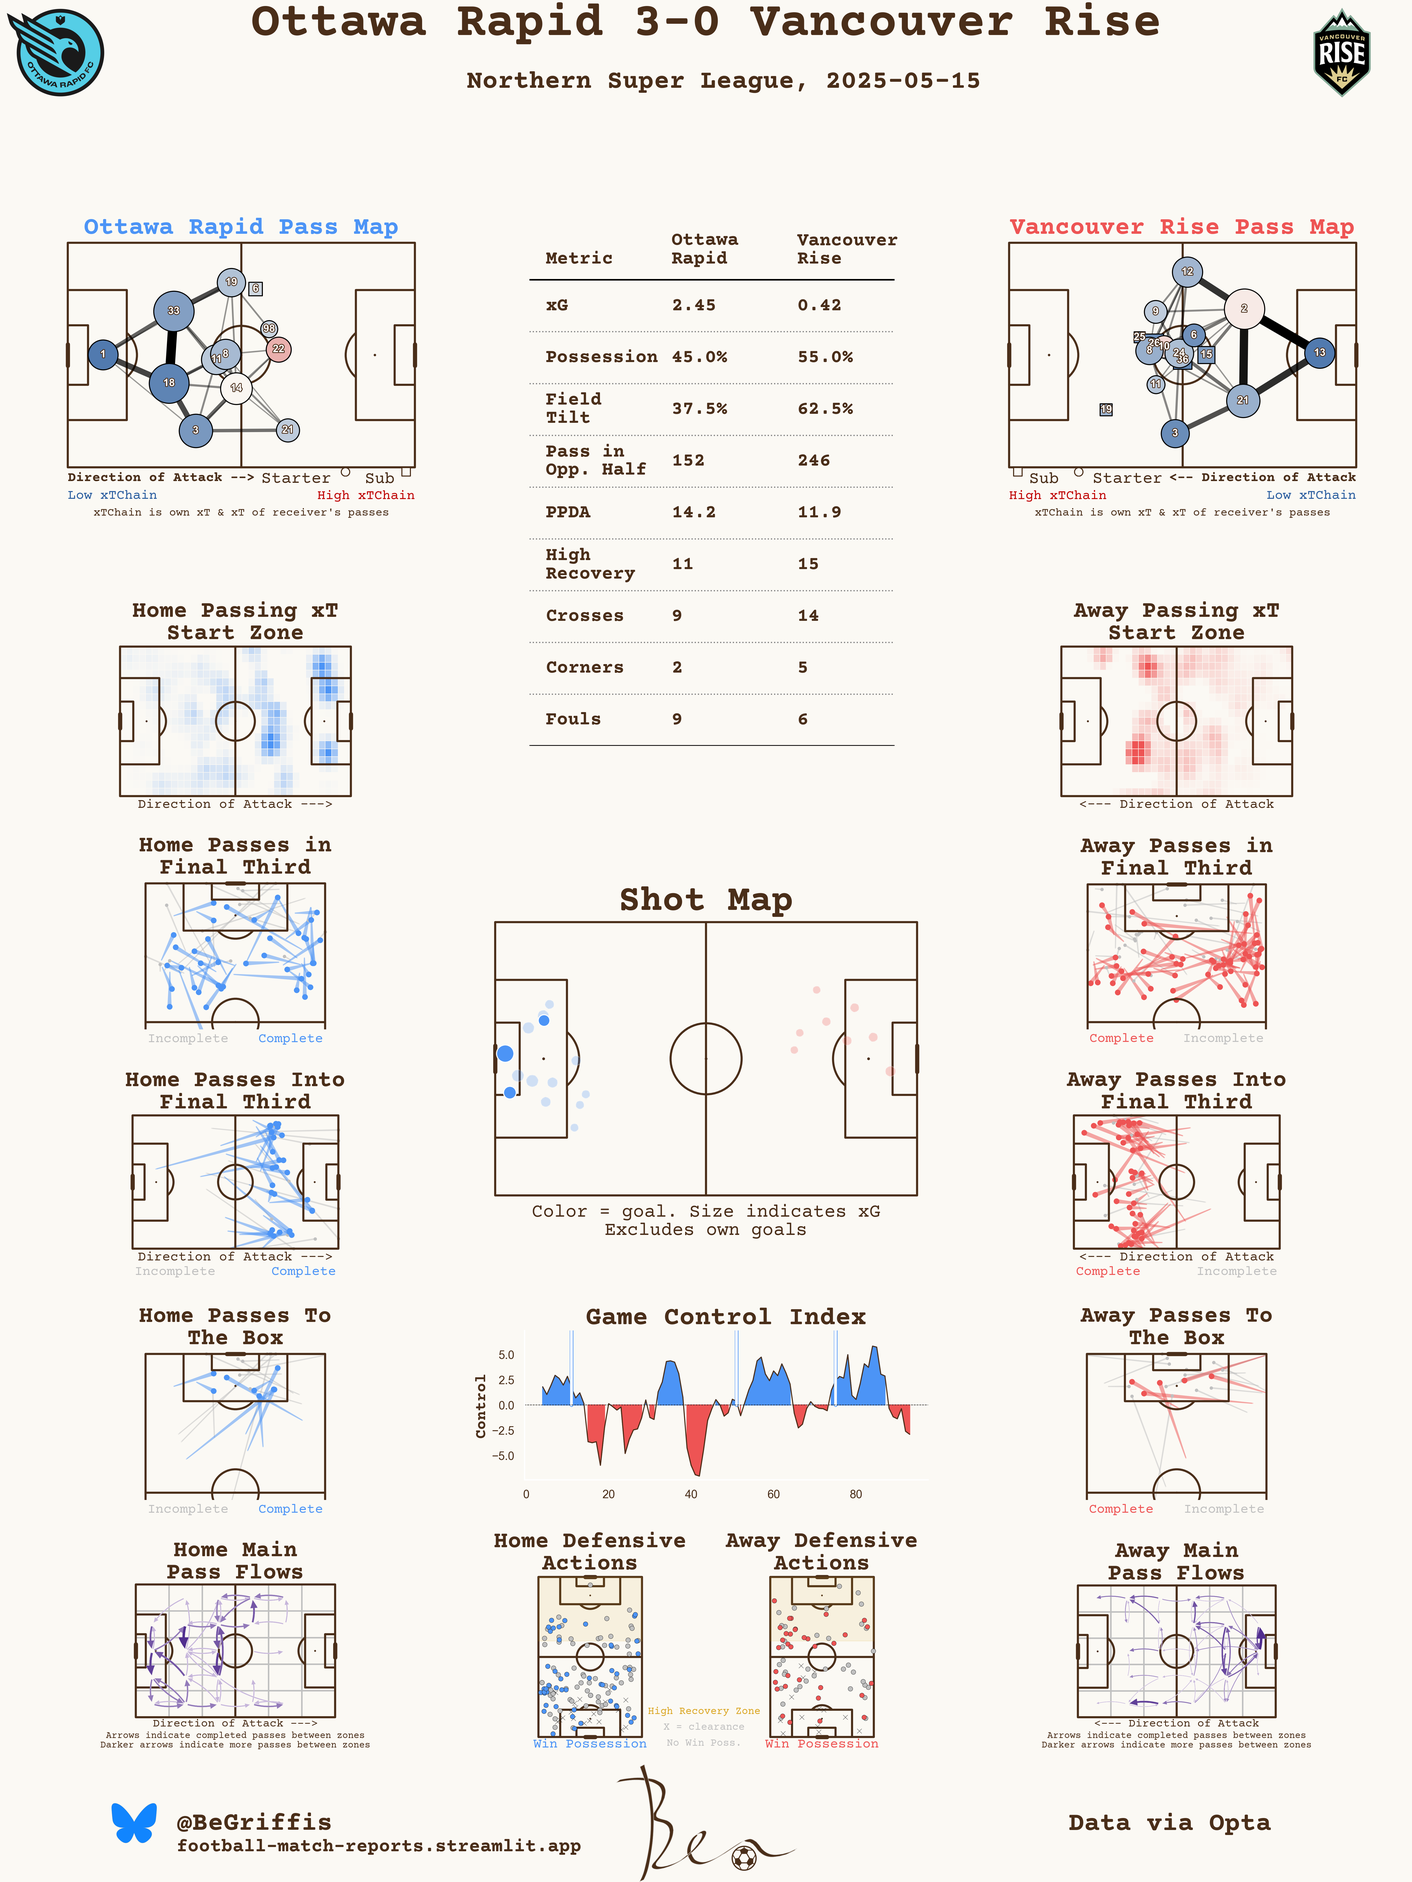 Ottawa Rapid 3-0 Vancouver Rise
Northern Super League, 2025-05-15
OTTAWA RAPID FC
VANCOUVER
RISE
FC
Ottawa Rapid Pass Map
19
6
33
98
1
11
8
22
18
14
3
21
Direction of Attack --> Starter Sub
Low xTChain High xTChain
xTChain is own xT & xT of receiver's passes
Metric Ottawa Rapid Vancouver Rise
xG 2.45 0.42
Possession 45.0% 55.0%
Field Tilt 37.5% 62.5%
Pass in Opp. Half 152 246
PPDA 14.2 11.9
High Recovery 11 15
Crosses 9 14
Corners 2 5
Fouls 9 6
Vancouver Rise Pass Map
12
9
2
25
26
10
6
8
24
36
15
13
11
21
19
3
Sub Starter <-- Direction of Attack
High xTChain Low xTChain
xTChain is own xT & xT of receiver's passes
Home Passing xT
Start Zone
Direction of Attack --->
Away Passing xT
Start Zone
<--- Direction of Attack
Home Passes in
Final Third
Incomplete Complete
Away Passes in
Final Third
Complete Incomplete
Shot Map
Color = goal. Size indicates xG
Excludes own goals
Home Passes Into
Final Third
Direction of Attack --->
Incomplete Complete
Away Passes Into
Final Third
<--- Direction of Attack
Complete Incomplete
Game Control Index
Control
5.0
2.5
0.0
−2.5
−5.0
0 20 40 60 80
Home Passes To
The Box
Incomplete Complete
Away Passes To
The Box
Complete Incomplete
Home Main
Pass Flows
Direction of Attack --->
Arrows indicate completed passes between zones
Darker arrows indicate more passes between zones
Home Defensive
Actions
Win Possession
Away Defensive
Actions
Win Possession
High Recovery Zone
X = clearance
No Win Poss.
Away Main
Pass Flows
<--- Direction of Attack
Arrows indicate completed passes between zones
Darker arrows indicate more passes between zones
@BeGriffis
football-match-reports.streamlit.app
Ben
Data via Opta